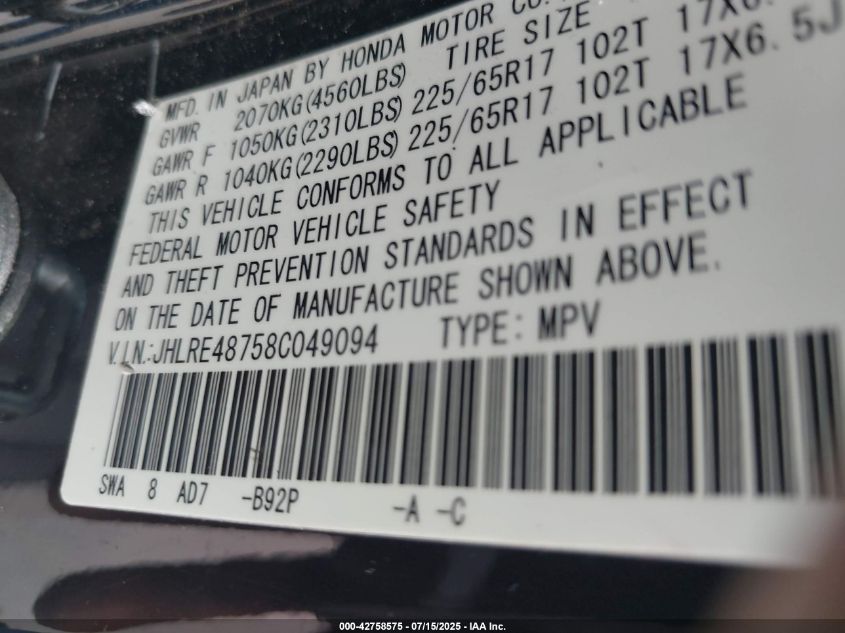 MFD. IN JAPAN BY HONDA MOTOR CO.
GVWR 2070KG(4560LBS) TIRE SIZE
GAWR F 1050KG(2310LBS) 225/65R17 102T 17X6.
GAWR R 1040KG(2290LBS) 225/65R17 102T 17X6.5J
THIS VEHICLE CONFORMS TO ALL APPLICABLE
FEDERAL MOTOR VEHICLE SAFETY
AND THEFT PREVENTION STANDARDS IN EFFECT
ON THE DATE OF MANUFACTURE SHOWN ABOVE.
V.I.N.:JHLRE48758C049094 TYPE: MPV
SWA 8 AD7 -B92P -A -C
000-42758575 - 07/15/2025 - IAA Inc.